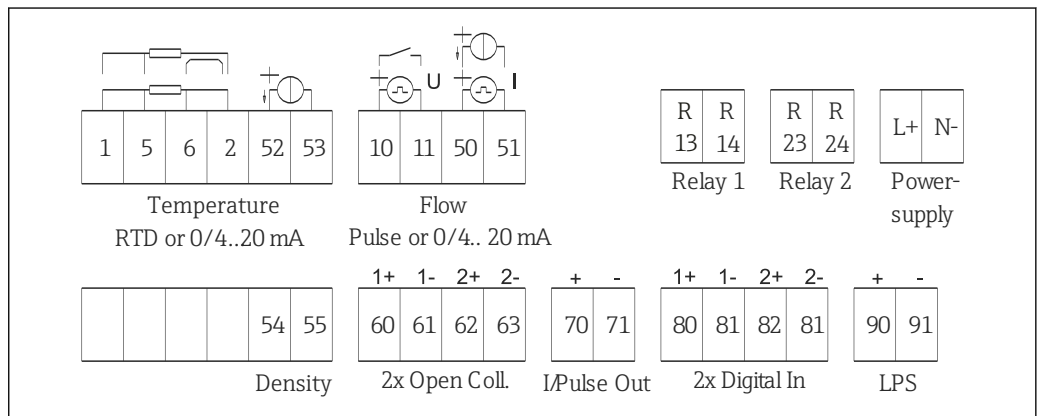 U I
1 5 6 2 52 53 10 11 50 51
R R R R L+ N-
13 14 23 24
Relay 1 Relay 2 Power-
supply
Temperature Flow
RTD or 0/4..20 mA Pulse or 0/4.. 20 mA
1+ 1- 2+ 2- + - 1+ 1- 2+ 2- + -
54 55 60 61 62 63 70 71 80 81 82 81 90 91
Density 2x Open Coll. I/Pulse Out 2x Digital In LPS